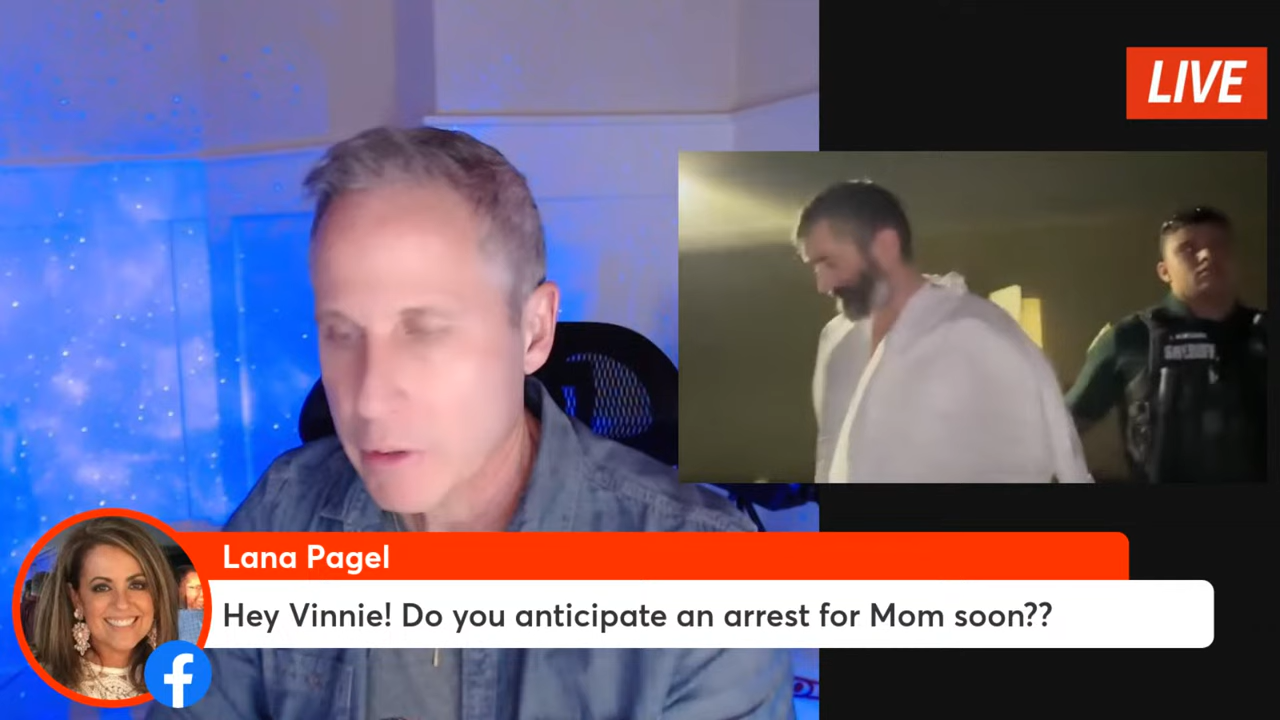 LIVE
SHERIFF
Lana Pagel
Hey Vinnie! Do you anticipate an arrest for Mom soon??